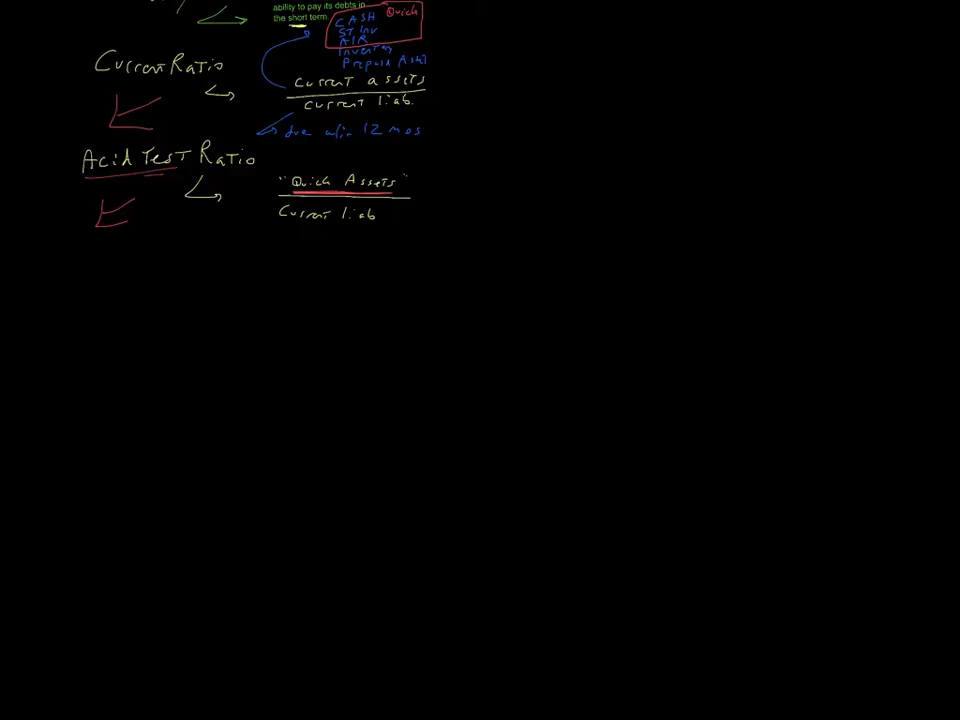 ability to pay its debts in
the short term.
Quick
CASH
ST Inv
A/R
Inventory
Prepaid Asset
Current Ratio
Current assets
Current liab.
due w/in 12 mos
Acid Test Ratio
"Quick Assets"
Current liab